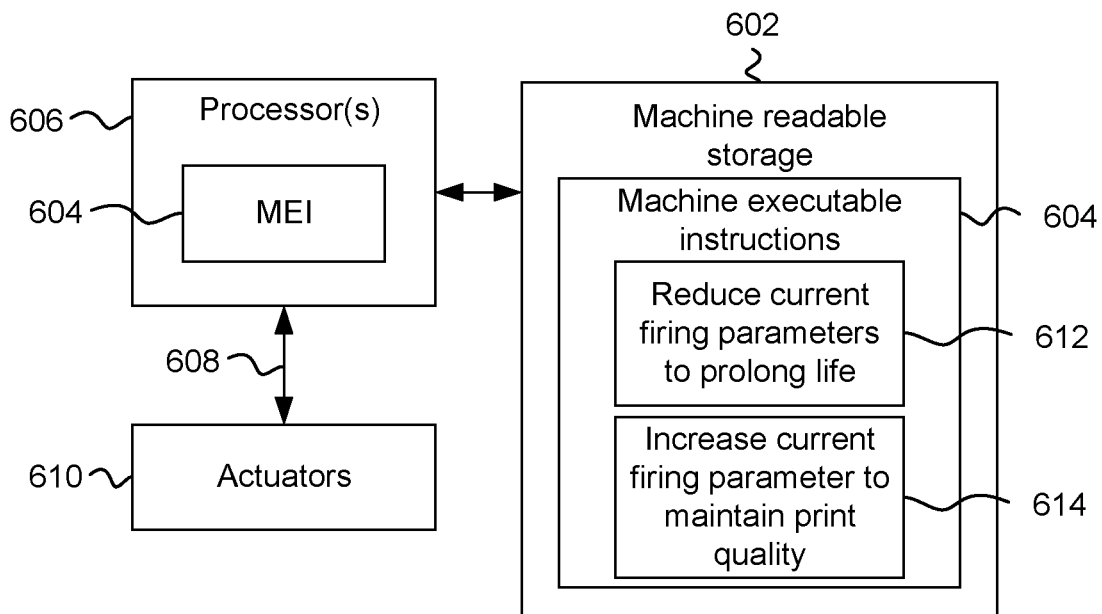 602
606
Processor(s)
Machine readable
storage
604
MEI
Machine executable
instructions
604
Reduce current
firing parameters
to prolong life
612
608
610
Actuators
Increase current
firing parameter to
maintain print
quality
614